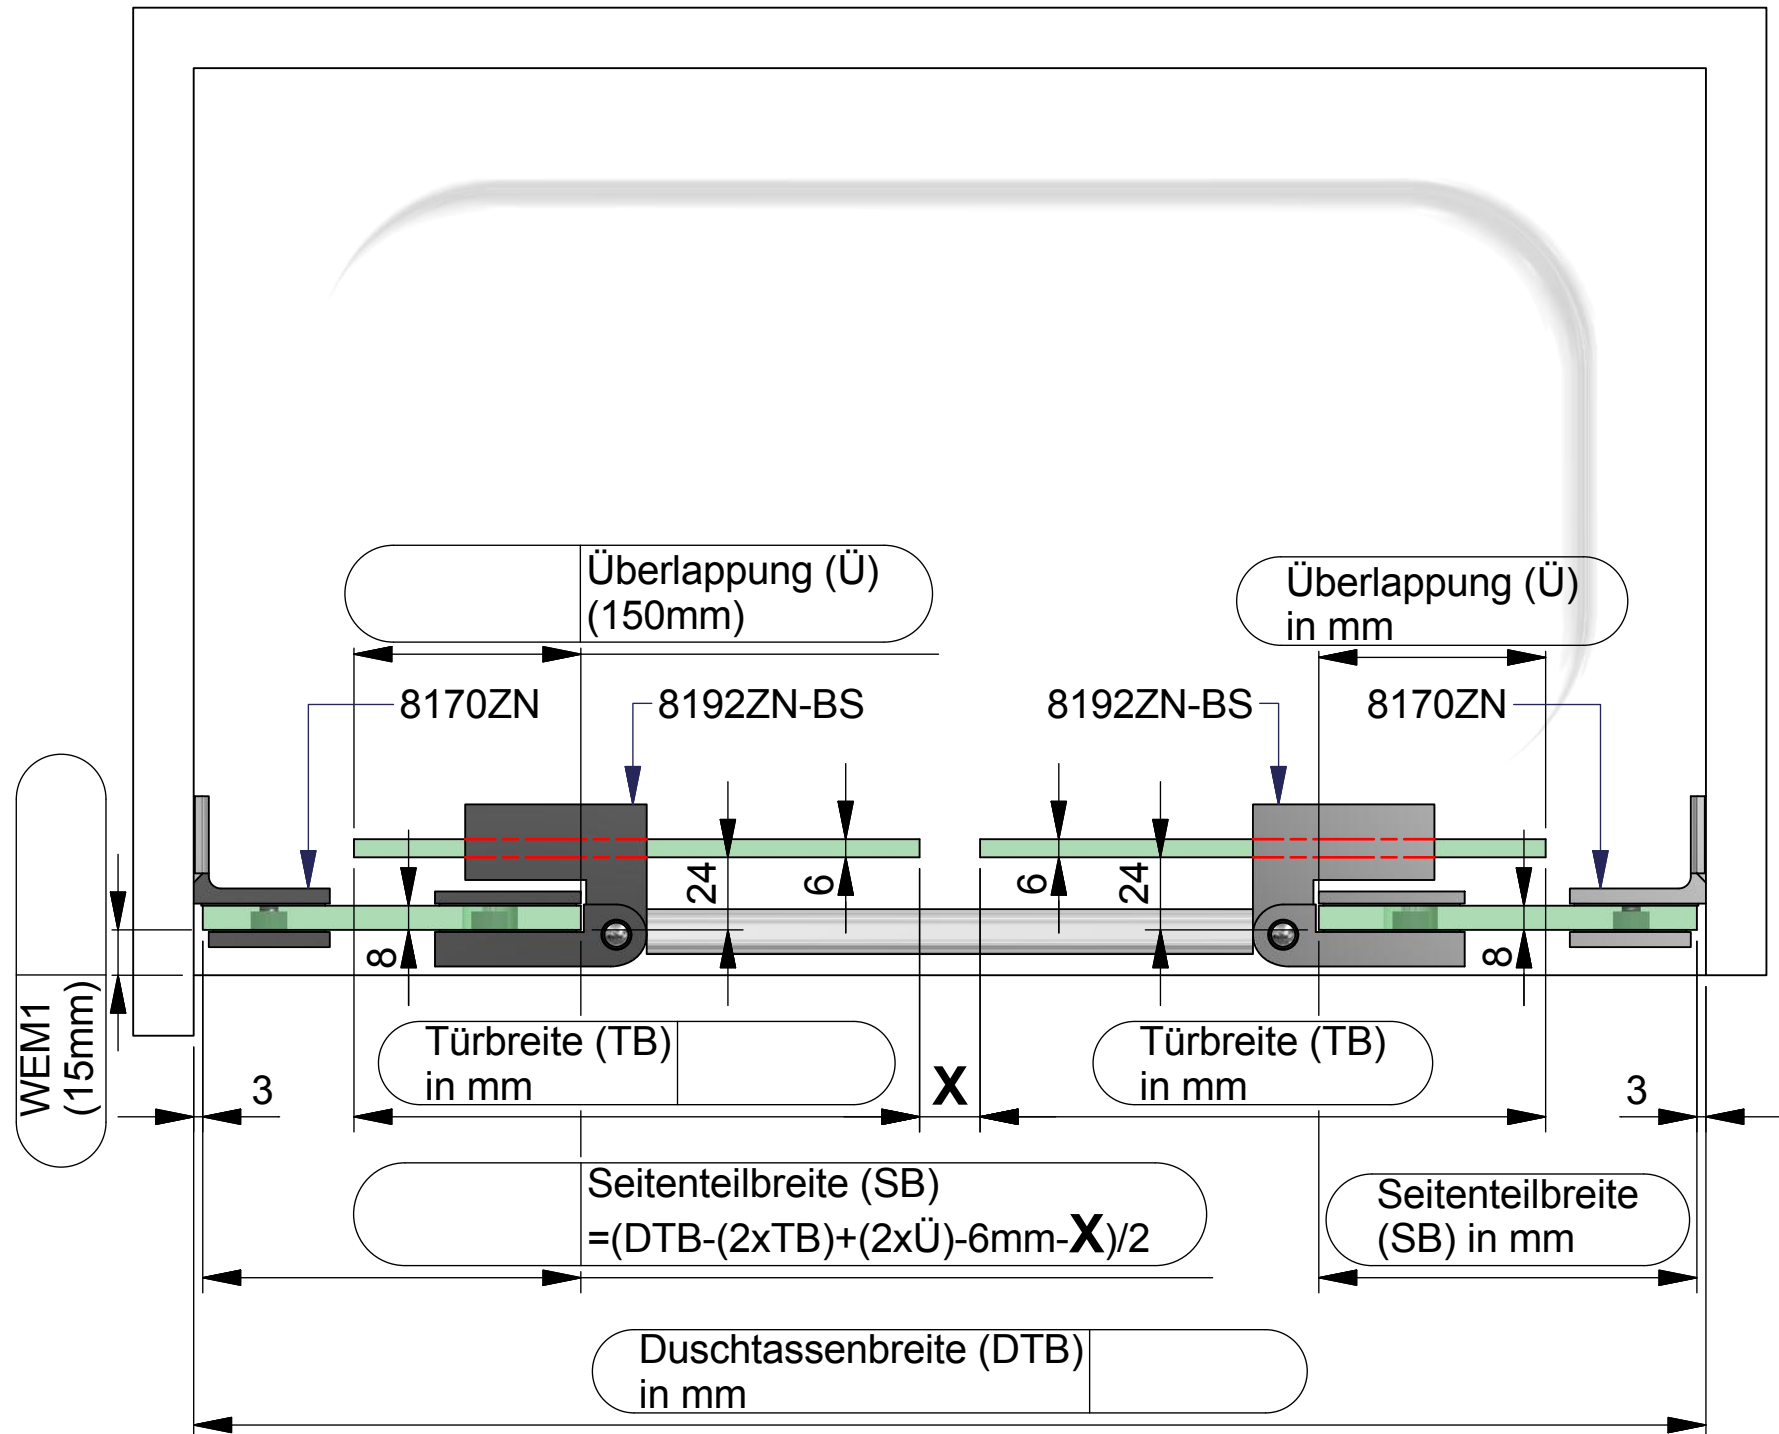 Überlappung (Ü)
(150mm)
Überlappung (Ü)
in mm
8170ZN
8192ZN-BS
8192ZN-BS
8170ZN
24
6
6
24
8
8
WEM1
(15mm)
Türbreite (TB)
in mm
Türbreite (TB)
in mm
3
X
3
Seitenteilbreite (SB)
=(DTB-(2xTB)+(2xÜ)-6mm-X)/2
Seitenteilbreite
(SB) in mm
Duschtassenbreite (DTB)
in mm